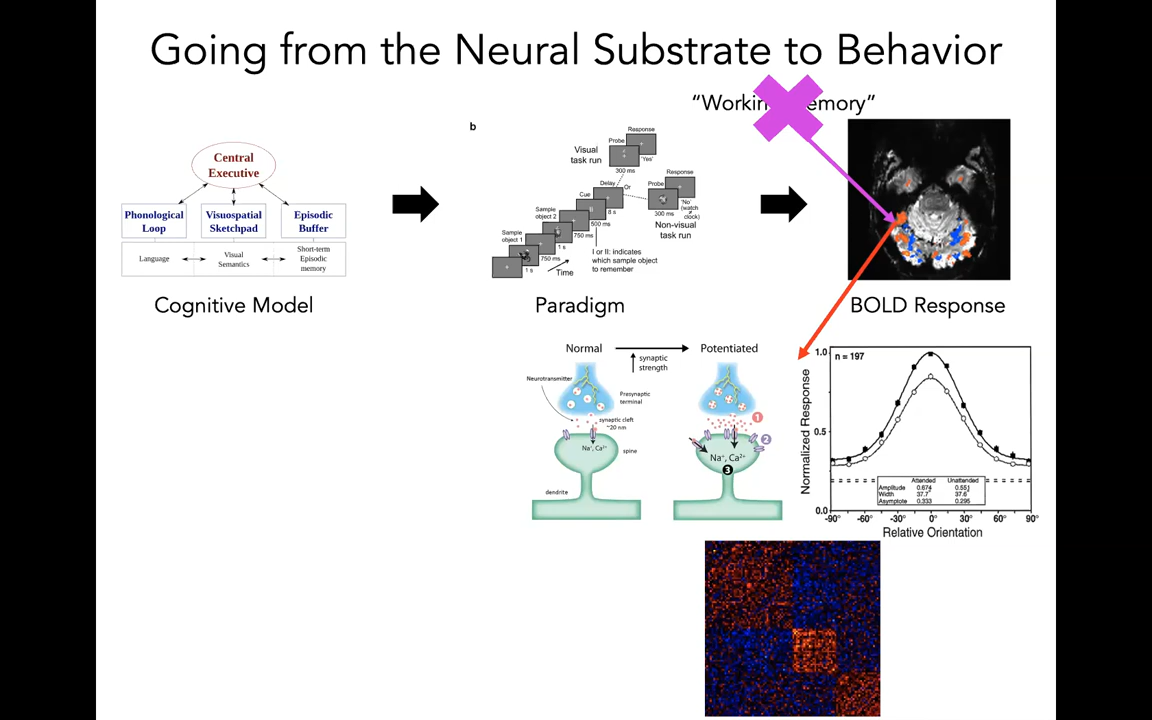 Going from the Neural Substrate to Behavior
"Working Memory"
Central
Executive
Phonological
Loop
Visuospatial
Sketchpad
Episodic
Buffer
Language
Visual
Semantics
Short-term
Episodic
memory
Cognitive Model
b
Response
Probe
Visual
task run
'Yes'
300 ms
Response
Delay
Or
Probe
Cue
8 s
'No'
(watch
clock)
Sample
object 2
500 ms
300 ms
Non-visual
task run
750 ms
Sample
object 1
1 s
I or II: indicates
which sample object
to remember
750 ms
Time
1 s
Paradigm
BOLD Response
Normal
Potentiated
synaptic
strength
Neurotransmitter
Presynaptic
terminal
synaptic cleft
~20 nm
1
2
Na⁺, Ca²⁺
spine
Na⁺, Ca²⁺
3
dendrite
1.0
n = 197
Normalized Response
0.5
Attended Unattended
Amplitude 0.674 0.551
Width 37.7 37.6
Asymptote 0.333 0.295
0.0
-90° -60° -30° 0° 30° 60° 90°
Relative Orientation